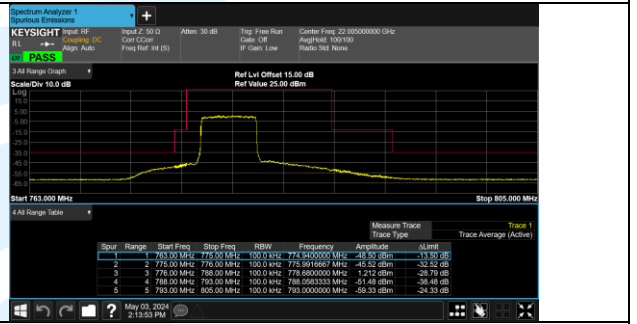 Spectrum Analyzer 1
Spurious Emissions
KEYSIGHT Input: RF Input Z: 50 Ω Atten: 30 dB Trig: Free Run Center Freq: 22.005000000 GHz
RL Coupling: DC Corr CCorr Gate: Off Avg|Hold: 100/100
Align: Auto Freq Ref: Int (S) IF Gain: Low Radio Std: None
PASS
3 All Range Graph Ref Lvl Offset 15.00 dB
Scale/Div 10.0 dB Ref Value 25.00 dBm
Log
15.0
5.00
-5.00
-15.0
-25.0
-35.0
-45.0
-55.0
-65.0
Start 763.000 MHz Stop 805.000 MHz
4 All Range Table
Measure Trace Trace 1
Trace Type Trace Average (Active)
Spur Range Start Freq Stop Freq RBW Frequency Amplitude ΔLimit
1 1 763.00 MHz 775.00 MHz 100.0 kHz 774.9400000 MHz -48.50 dBm -13.50 dB
2 2 775.00 MHz 776.00 MHz 100.0 kHz 775.9916667 MHz -45.52 dBm -32.52 dB
3 3 776.00 MHz 788.00 MHz 100.0 kHz 778.6800000 MHz 1.212 dBm -28.79 dB
4 4 788.00 MHz 793.00 MHz 100.0 kHz 788.0583333 MHz -51.48 dBm -38.48 dB
5 5 793.00 MHz 805.00 MHz 100.0 kHz 793.0000000 MHz -59.33 dBm -24.33 dB
May 03, 2024
2:13:53 PM